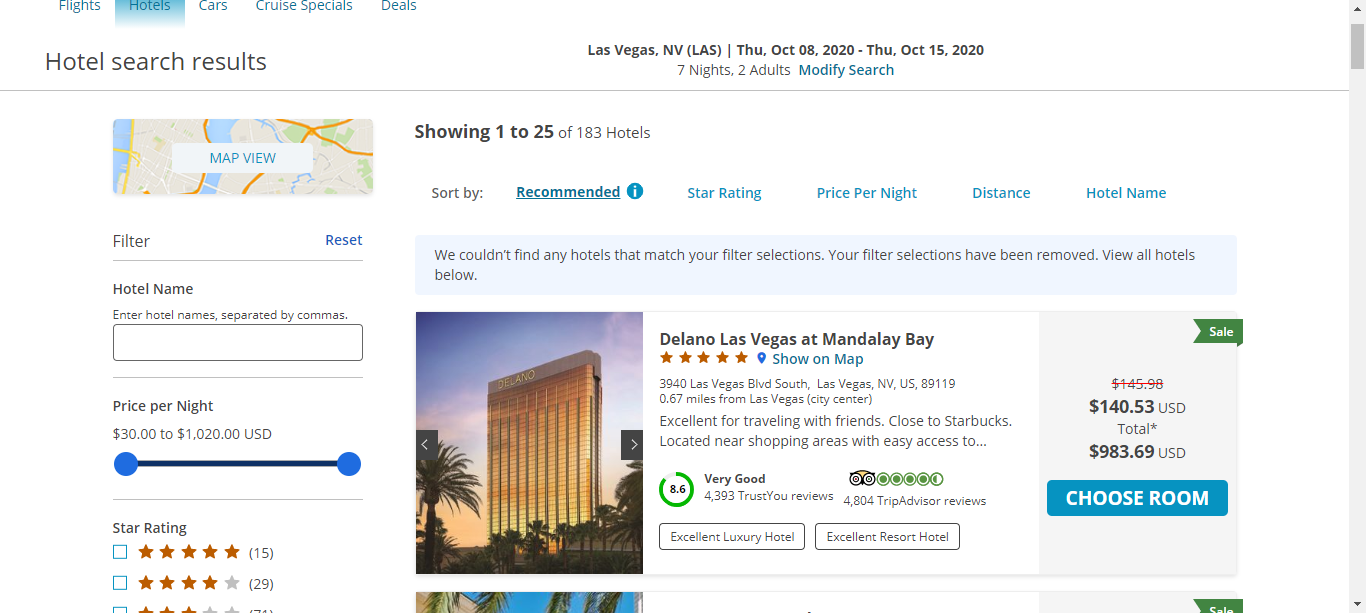 Flights Hotels Cars Cruise Specials Deals
Hotel search results
Las Vegas, NV (LAS) | Thu, Oct 08, 2020 - Thu, Oct 15, 2020
7 Nights, 2 Adults Modify Search
MAP VIEW
Showing 1 to 25 of 183 Hotels
Sort by: Recommended Star Rating Price Per Night Distance Hotel Name
Filter Reset
We couldn't find any hotels that match your filter selections. Your filter selections have been removed. View all hotels
below.
Hotel Name
Enter hotel names, separated by commas.
Price per Night
$30.00 to $1,020.00 USD
Star Rating
(15)
(29)
(71)
DELANO
Delano Las Vegas at Mandalay Bay
Show on Map
3940 Las Vegas Blvd South, Las Vegas, NV, US, 89119
0.67 miles from Las Vegas (city center)
Excellent for traveling with friends. Close to Starbucks.
Located near shopping areas with easy access to...
8.6
Very Good
4,393 TrustYou reviews
4,804 TripAdvisor reviews
Excellent Luxury Hotel Excellent Resort Hotel
Sale
$145.98
$140.53 USD
Total*
$983.69 USD
CHOOSE ROOM
Sale